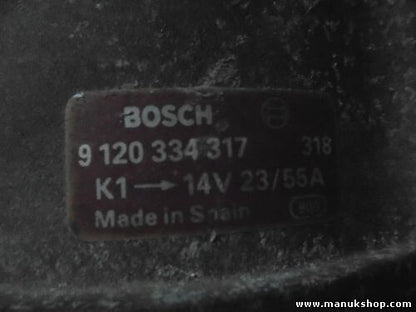 BOSCH
9 120 334 317 318
K1→14V 23/55A
Made in Spain
www.manukshop.com